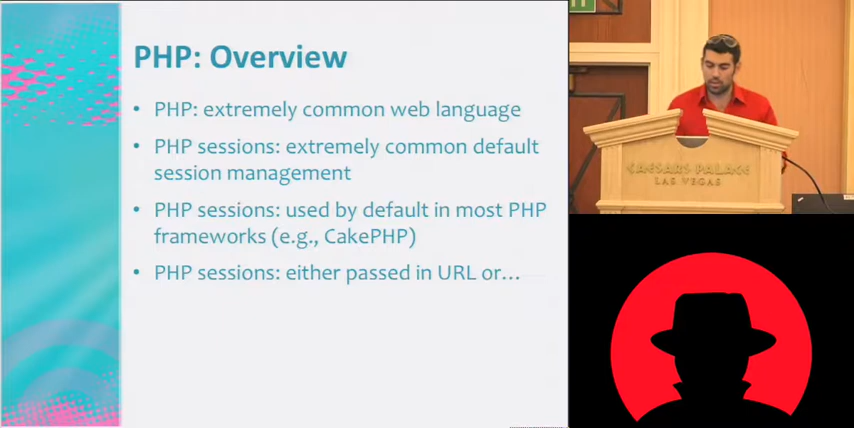 PHP: Overview
• PHP: extremely common web language
• PHP sessions: extremely common default
session management
• PHP sessions: used by default in most PHP
frameworks (e.g., CakePHP)
• PHP sessions: either passed in URL or...
CAESARS PALACE
LAS VEGAS